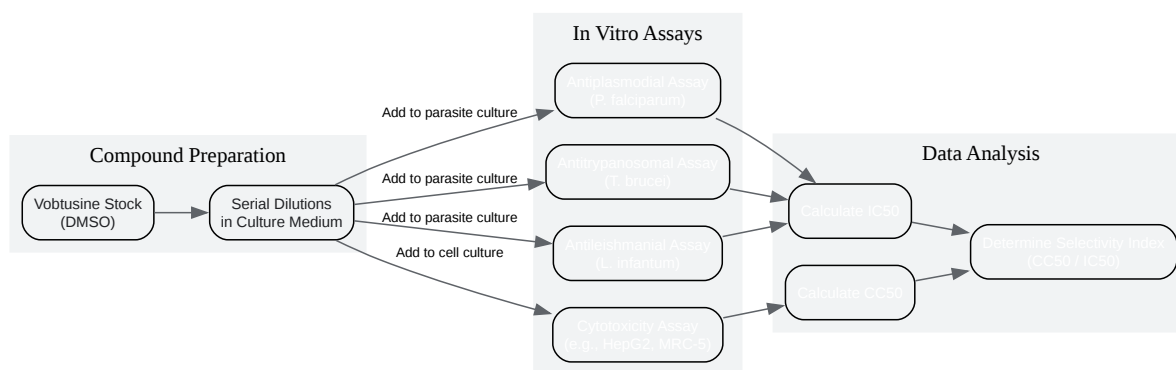 Compound Preparation
Vobtusine Stock
(DMSO)
Serial Dilutions
in Culture Medium
Add to parasite culture
Add to parasite culture
Add to parasite culture
Add to cell culture
In Vitro Assays
Antiplasmodial Assay
(P. falciparum)
Antitrypanosomal Assay
(T. brucei)
Antileishmanial Assay
(L. infantum)
Cytotoxicity Assay
(e.g., HepG2, MRC-5)
Data Analysis
Calculate IC50
Calculate CC50
Determine Selectivity Index
(CC50 / IC50)